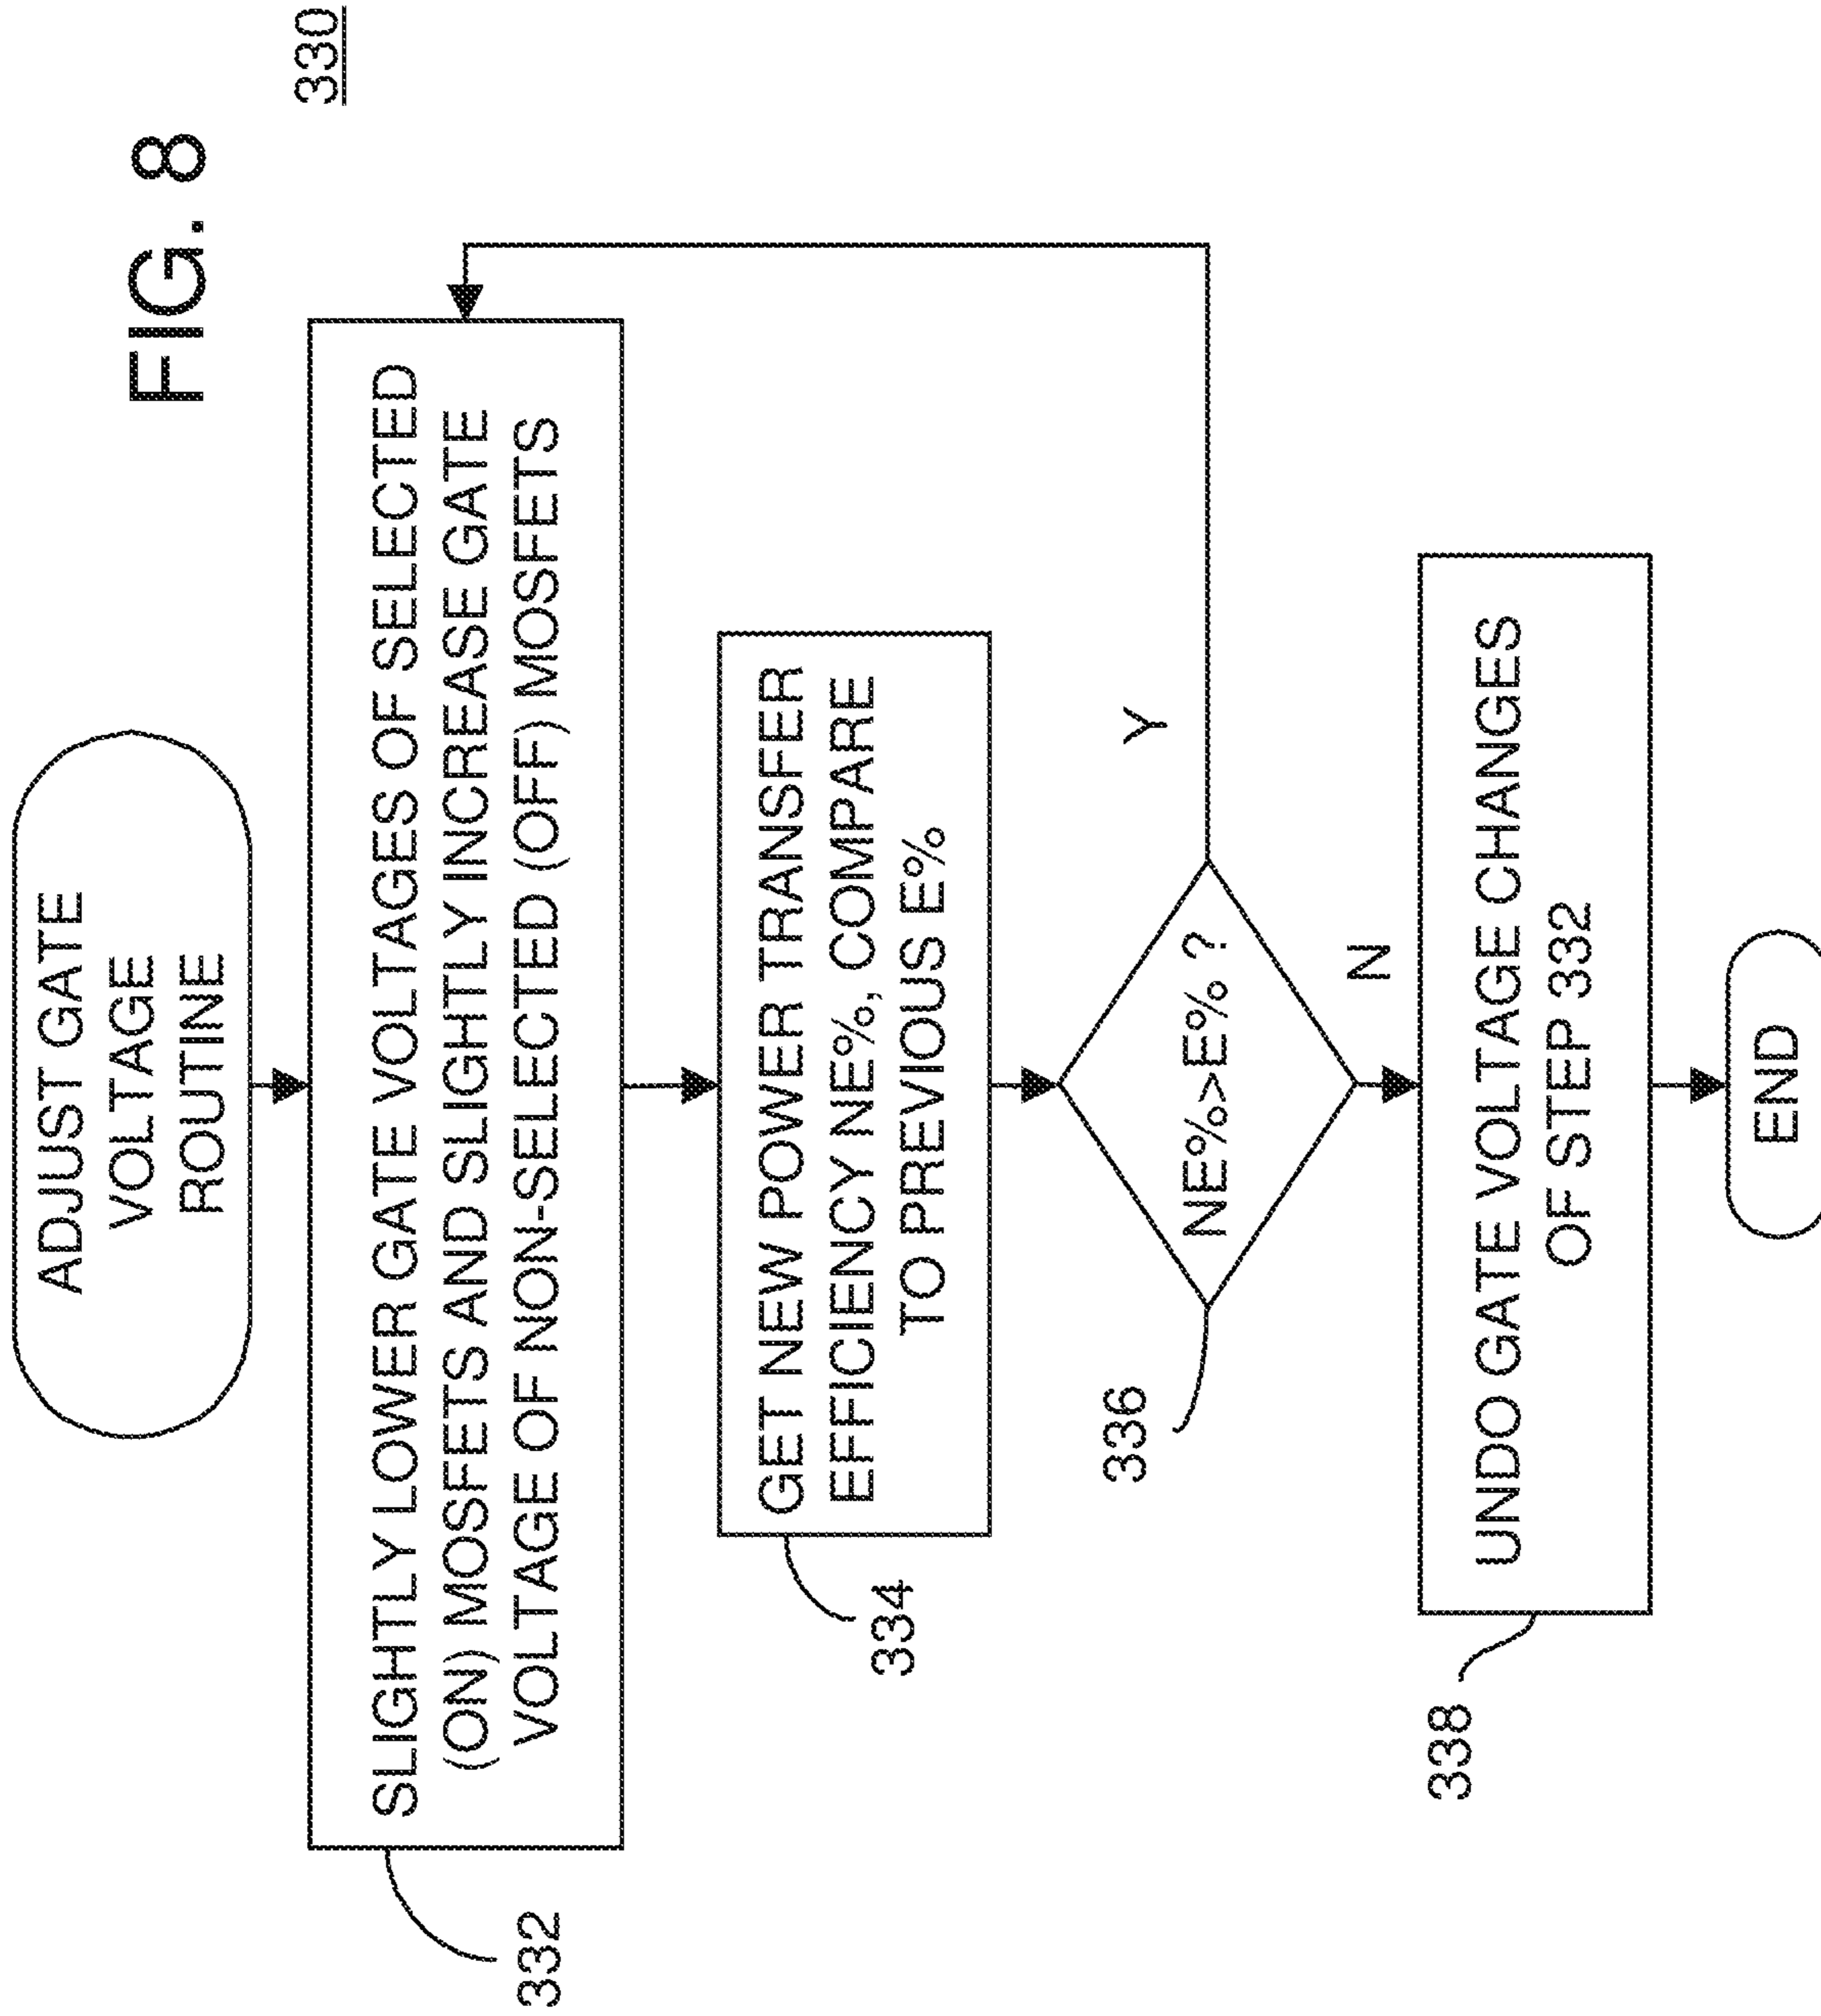 FIG. 8
330
ADJUST GATE
VOLTAGE
ROUTINE
SLIGHTLY LOWER GATE VOLTAGES OF SELECTED
(ON) MOSFETS AND SLIGHTLY INCREASE GATE
VOLTAGE OF NON-SELECTED (OFF) MOSFETS
332
GET NEW POWER TRANSFER
EFFICIENCY NE%, COMPARE
TO PREVIOUS E%
334
NE%>E% ?
336
Y
N
UNDO GATE VOLTAGE CHANGES
OF STEP 332
338
END